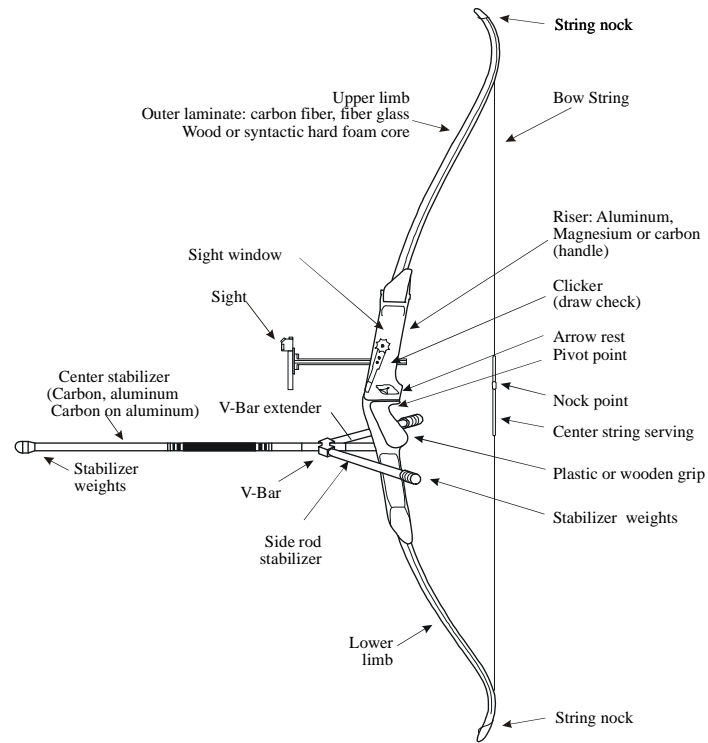 String nock
Upper limb
Outer laminate: carbon fiber, fiber glass
Wood or syntactic hard foam core
Bow String
Riser: Aluminum,
Magnesium or carbon
(handle)
Sight window
Clicker
(draw check)
Sight
Arrow rest
Pivot point
Center stabilizer
(Carbon, aluminum
Carbon on aluminum)
V-Bar extender
Nock point
Center string serving
Stabilizer
weights
V-Bar
Plastic or wooden grip
Stabilizer weights
Side rod
stabilizer
Lower
limb
String nock